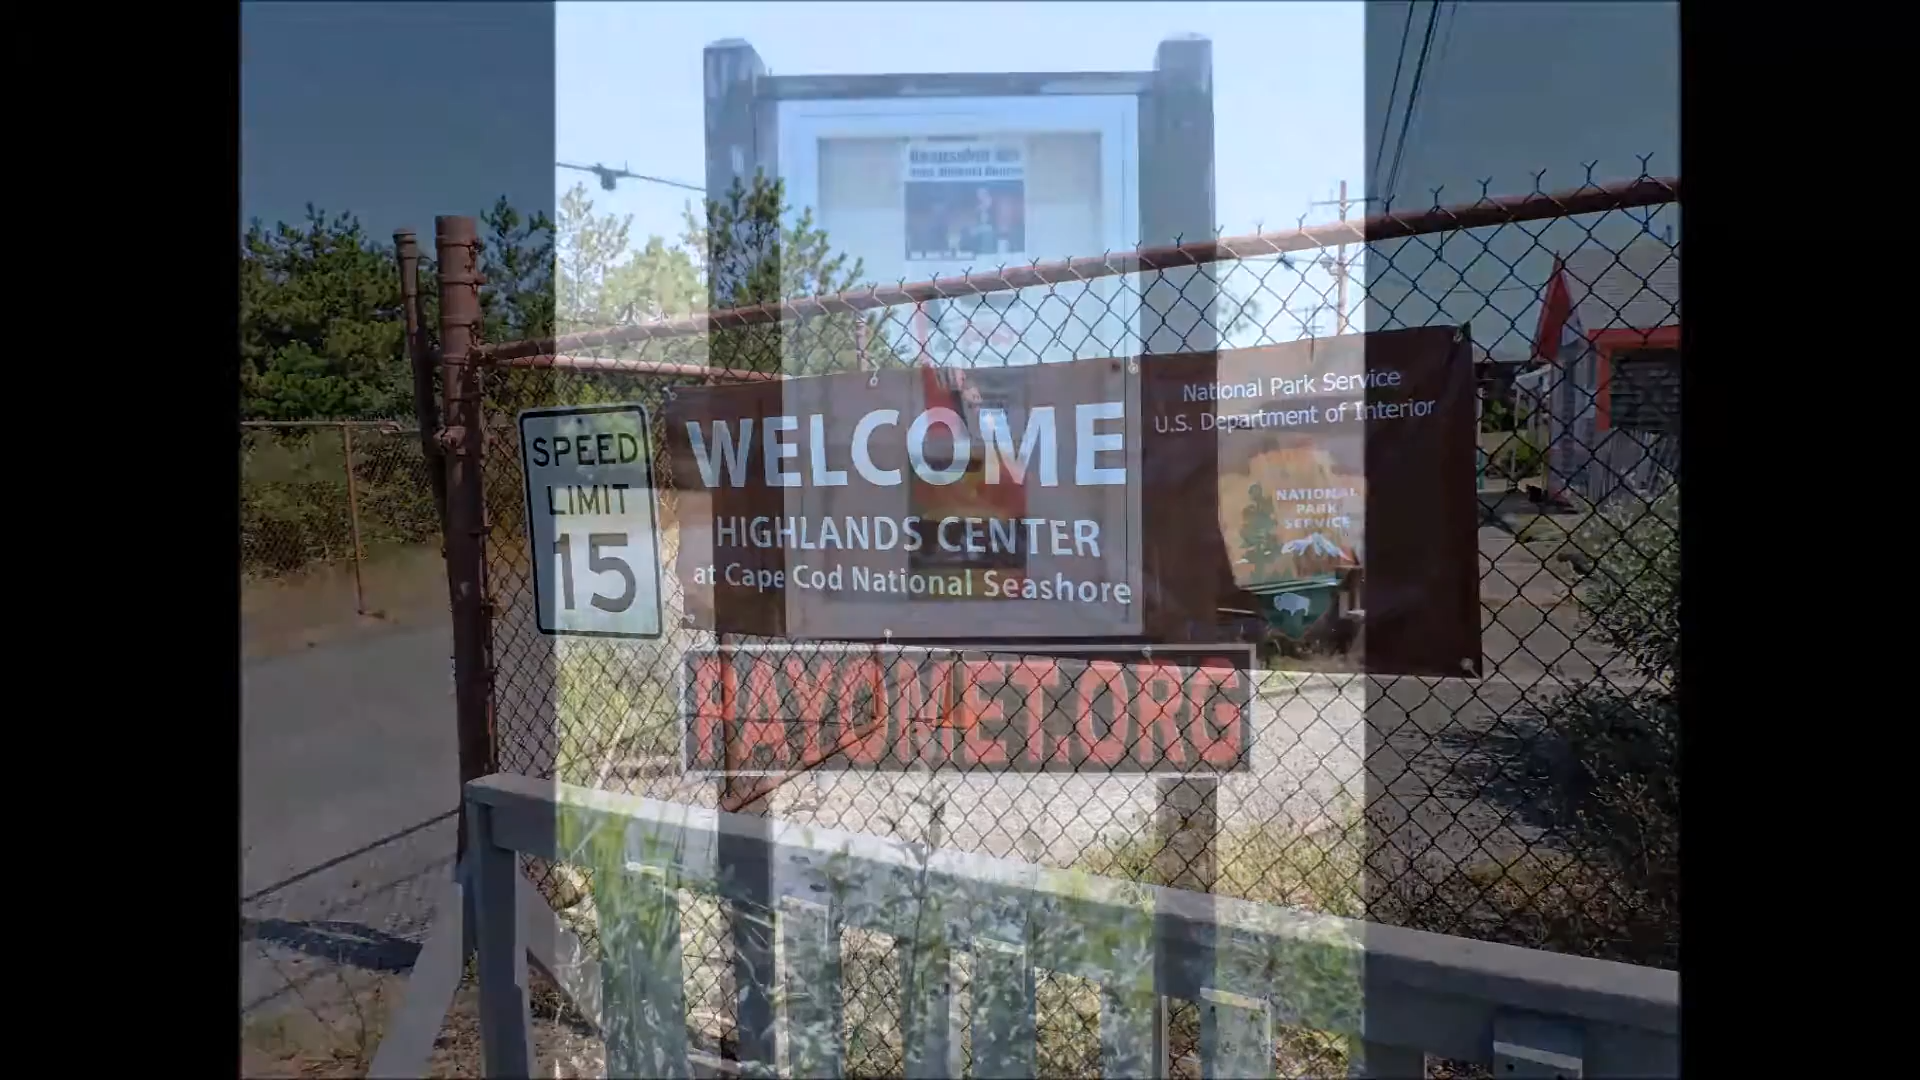 SPEED
LIMIT
15
WELCOME
HIGHLANDS CENTER
at Cape Cod National Seashore
National Park Service
U.S. Department of Interior
NATIONAL
PARK
SERVICE
PAYOMET.ORG